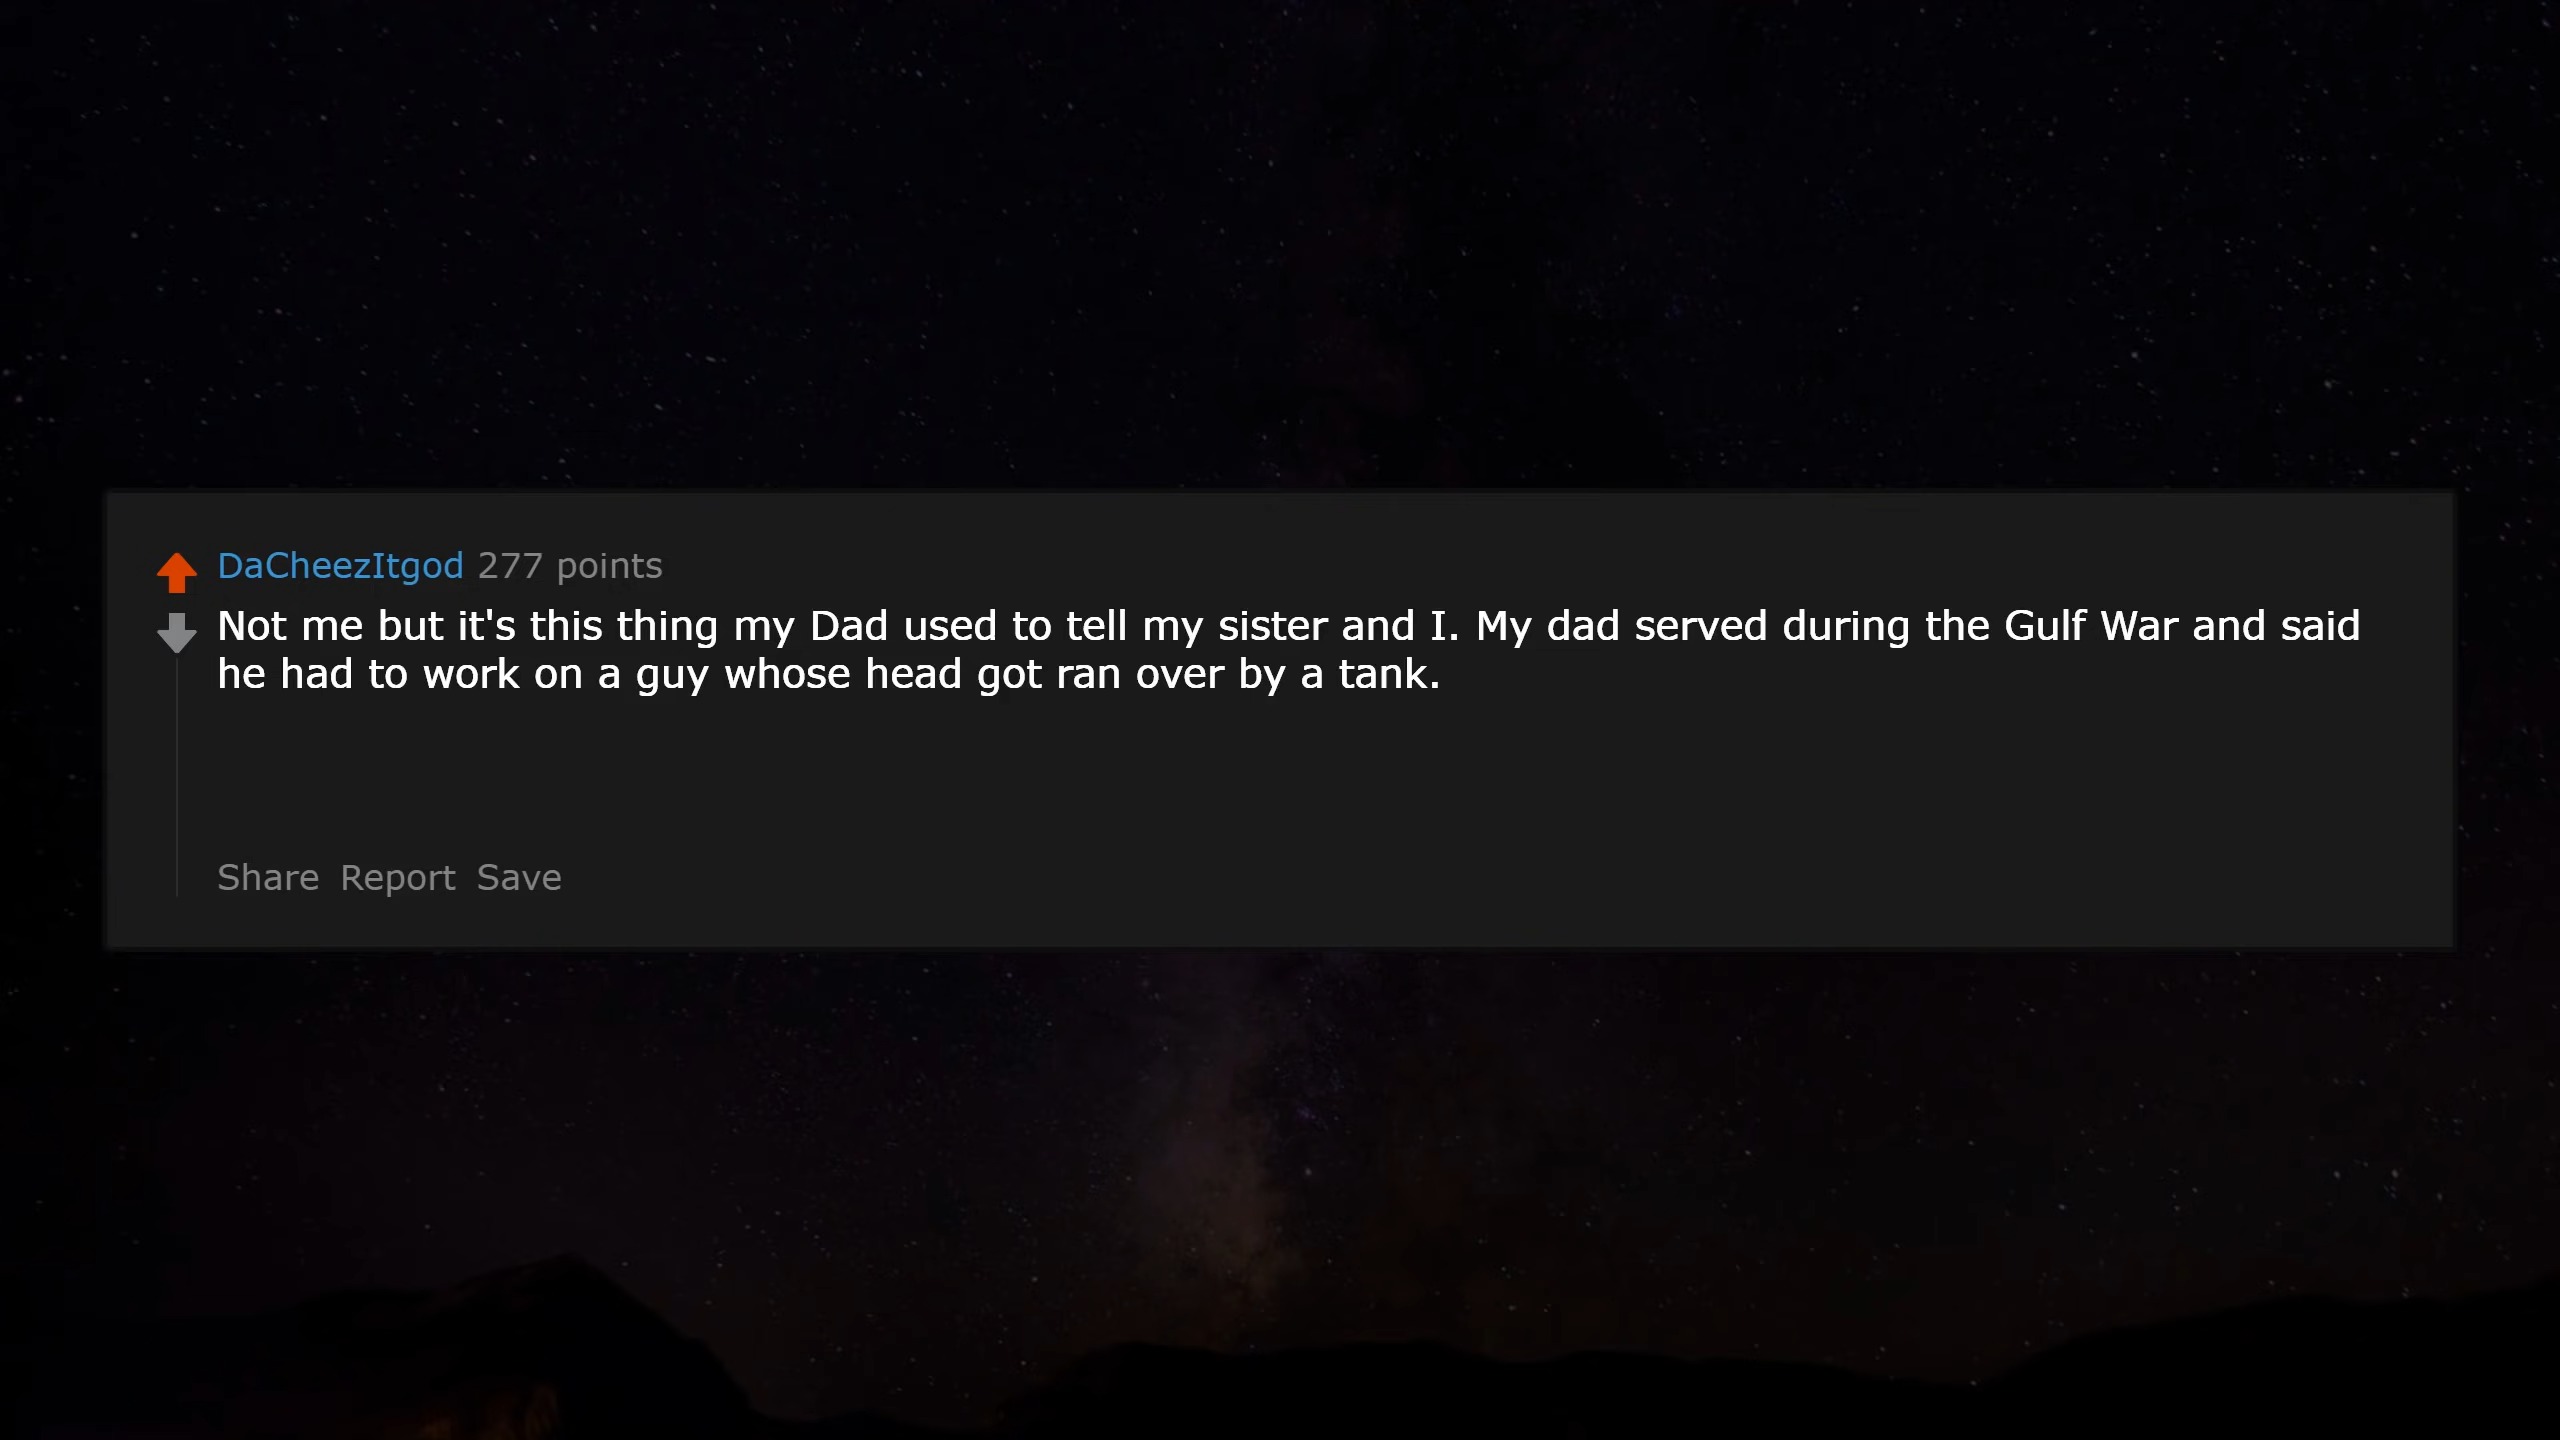 DaCheezItgod 277 points
Not me but it's this thing my Dad used to tell my sister and I. My dad served during the Gulf War and said
he had to work on a guy whose head got ran over by a tank.
Share Report Save